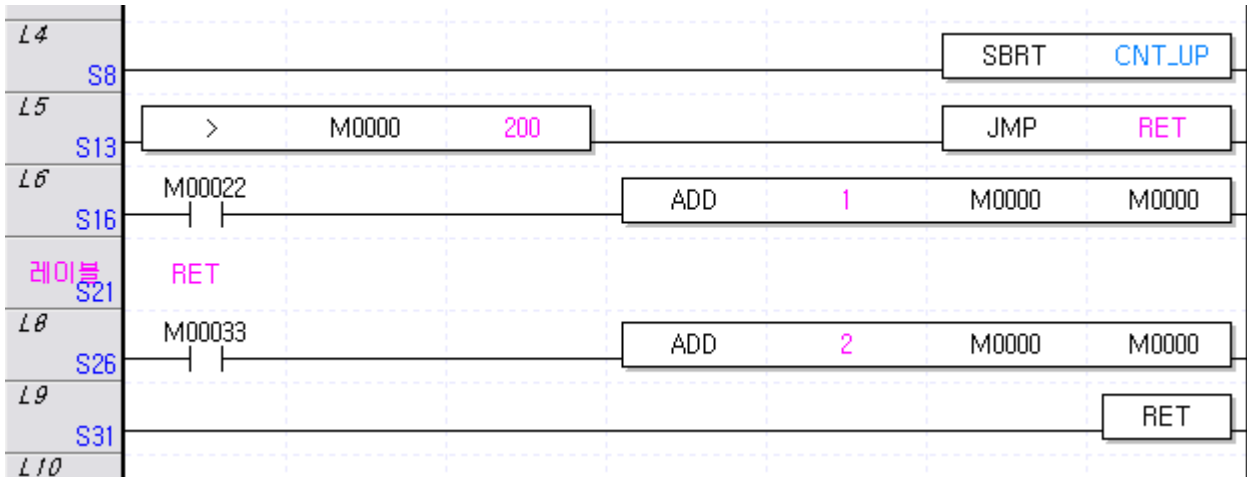 L4
S8 SBRT CNT_UP
L5
S13 > M0000 200 JMP RET
L6 M00022
S16 ADD 1 M0000 M0000
레이블 RET
S21
L8 M00033
S26 ADD 2 M0000 M0000
L9
S31 RET
L10